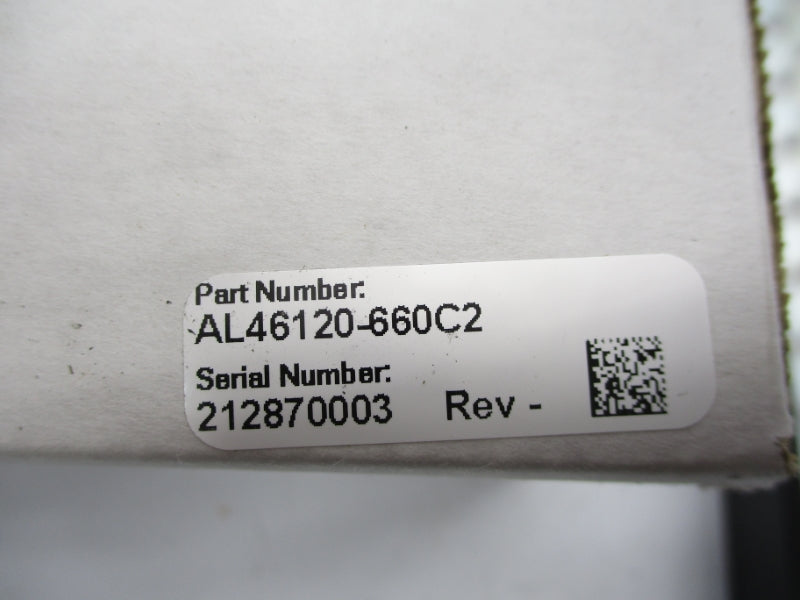 Part Number:
AL46120-660C2
Serial Number:
212870003 Rev -